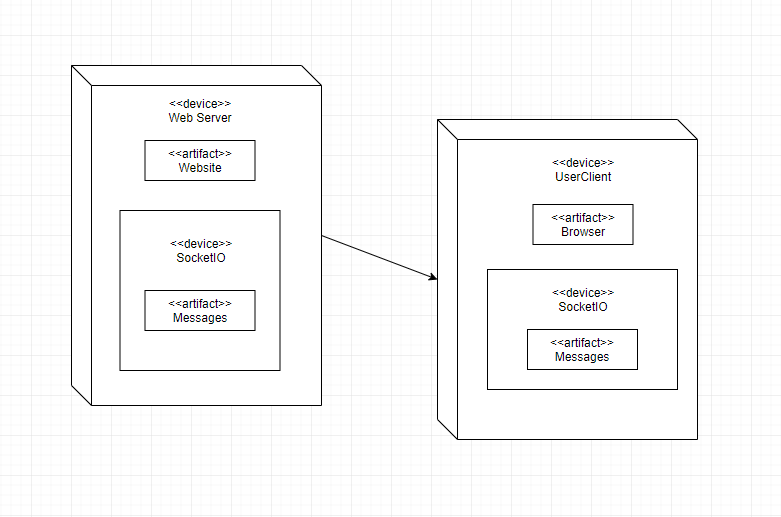 <<device>>
Web Server
<<artifact>>
Website
<<device>>
SocketIO
<<artifact>>
Messages
<<device>>
UserClient
<<artifact>>
Browser
<<device>>
SocketIO
<<artifact>>
Messages